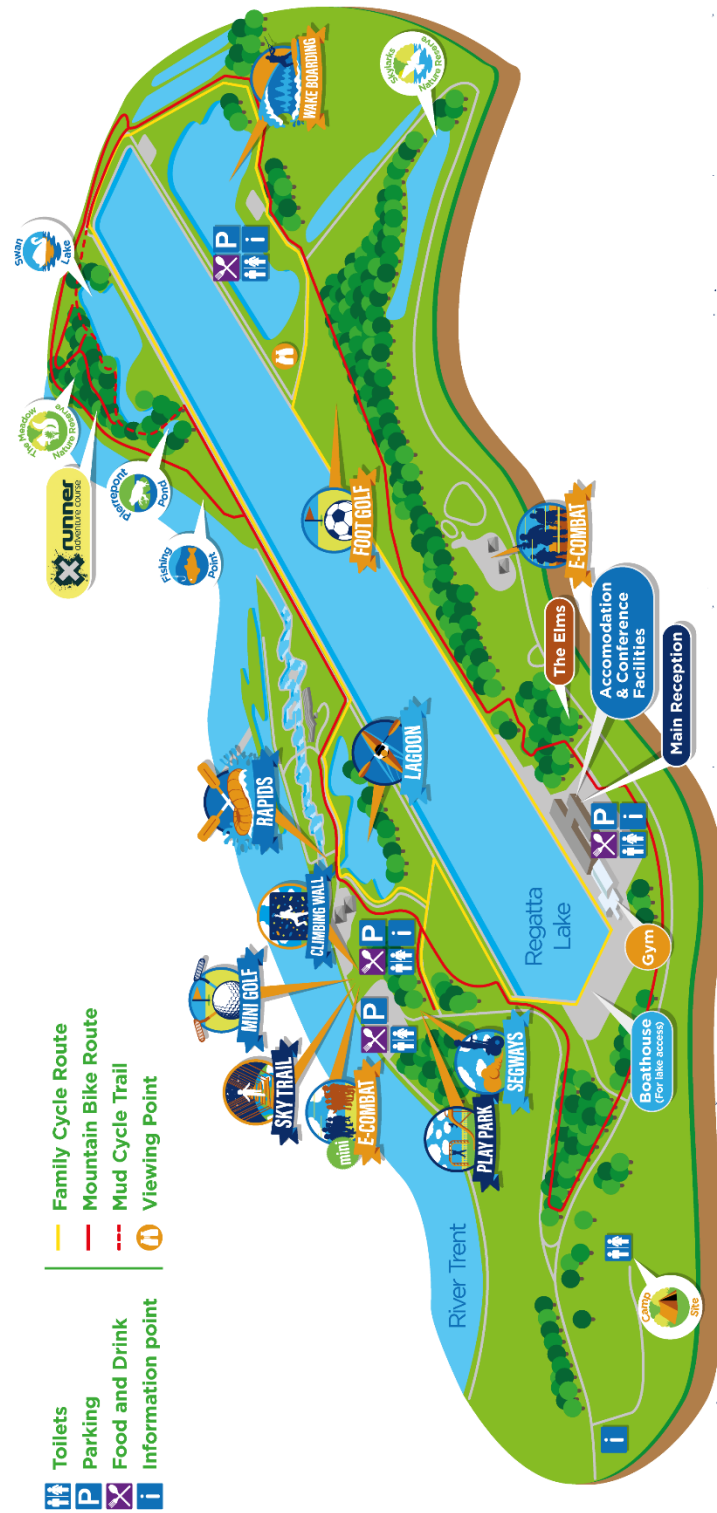 Toilets
Parking
Food and Drink
Information point
Family Cycle Route
Mountain Bike Route
Mud Cycle Trail
Viewing Point
River Trent
Camp
Site
PLAY PARK
SEGWAYS
mini
E-COMBAT
SKY TRAIL
MINI GOLF
CLIMBING WALL
RAPIDS
LAGOON
Regatta
Lake
Boathouse
(For lake access)
Gym
Main Reception
Accomodation
& Conference
Facilities
The Elms
E-COMBAT
FOOT GOLF
Fishing
Point
Pierrepont
Pond
X runner
adventure course
The Meadow
Nature Reserve
Swan
Lake
WAKE BOARDING
Skylarks
Nature Reserve
P
i
P
i
P
P
i
i